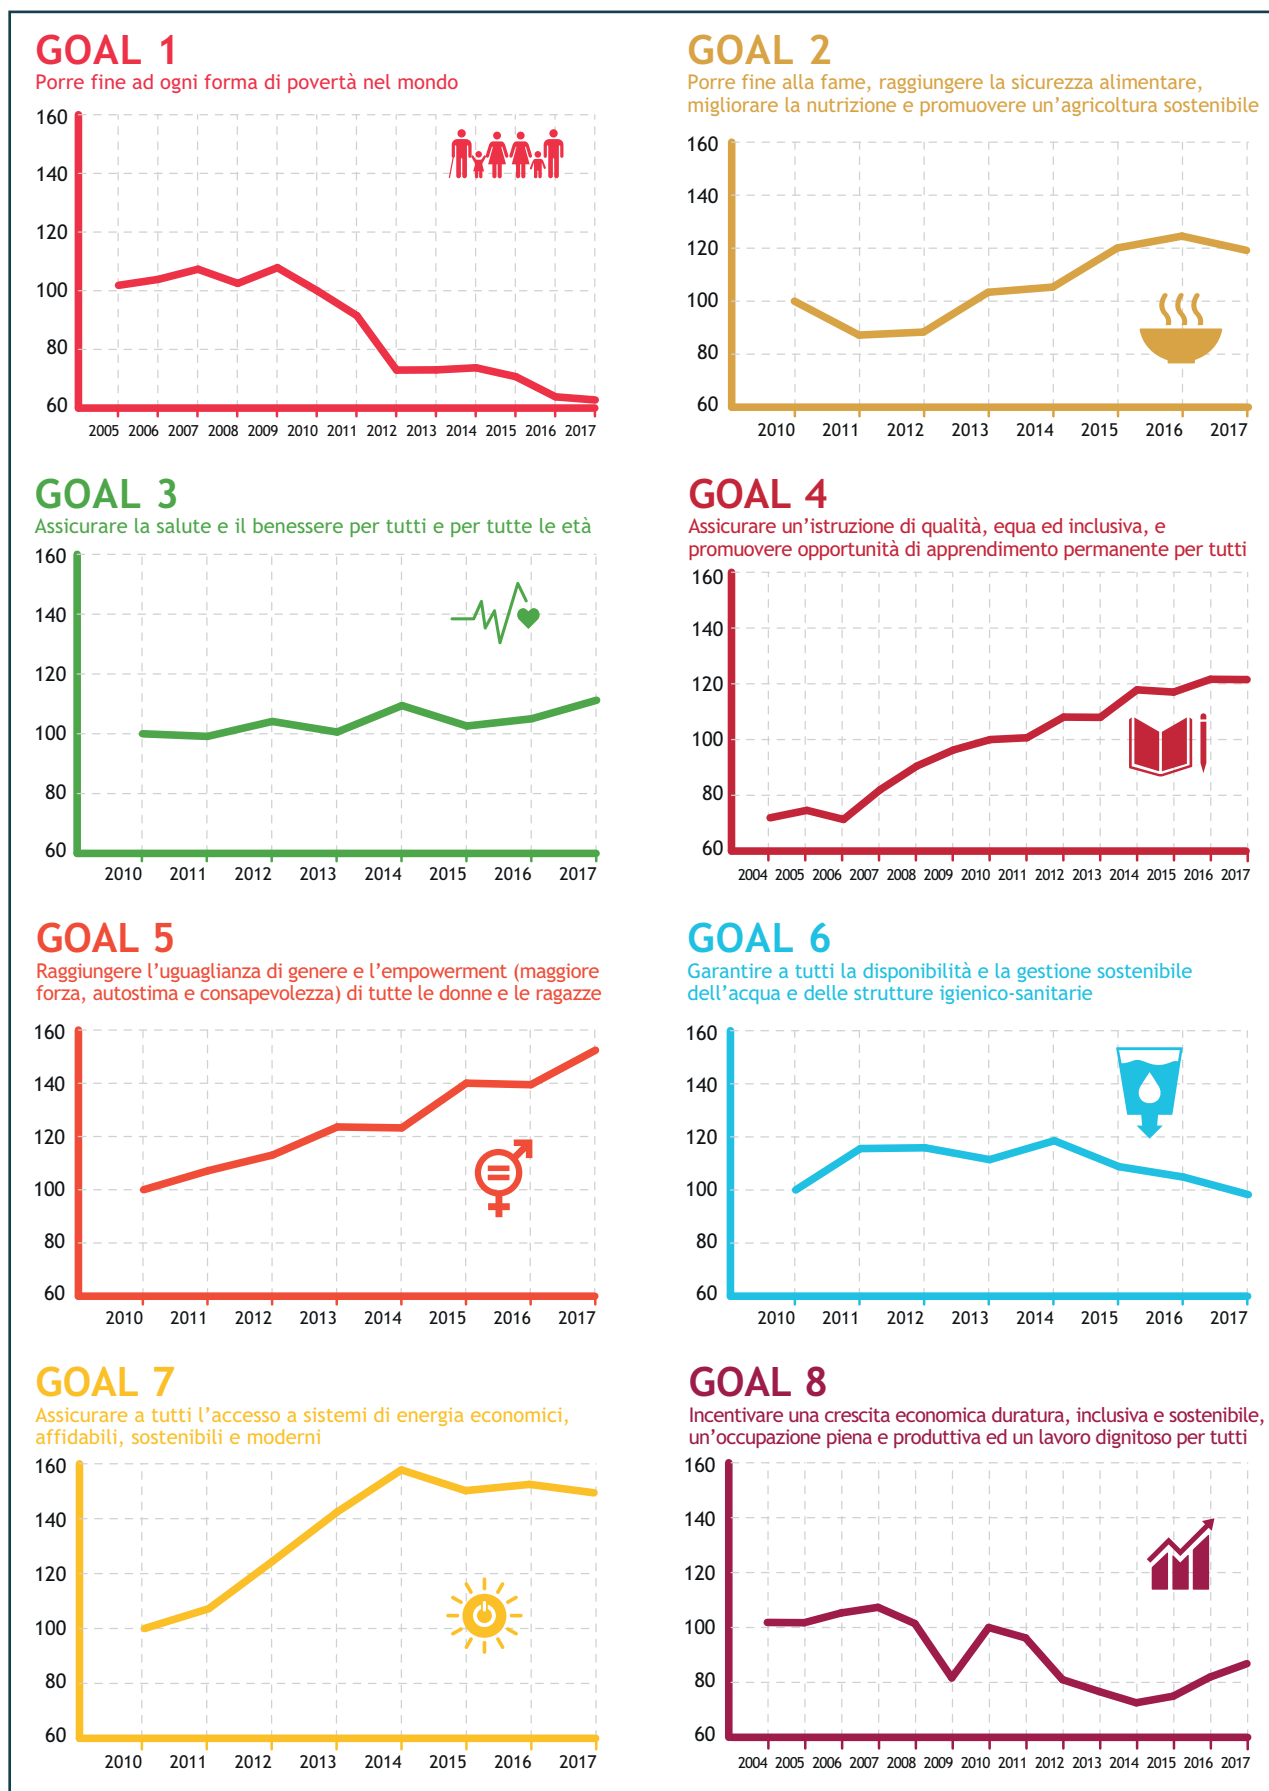 GOAL 1
Porre fine ad ogni forma di povertà nel mondo
160
140
120
100
80
60
2005 2006 2007 2008 2009 2010 2011 2012 2013 2014 2015 2016 2017
GOAL 2
Porre fine alla fame, raggiungere la sicurezza alimentare,
migliorare la nutrizione e promuovere un'agricoltura sostenibile
160
140
120
100
80
60
2010 2011 2012 2013 2014 2015 2016 2017
GOAL 3
Assicurare la salute e il benessere per tutti e per tutte le età
160
140
120
100
80
60
2010 2011 2012 2013 2014 2015 2016 2017
GOAL 4
Assicurare un'istruzione di qualità, equa ed inclusiva, e
promuovere opportunità di apprendimento permanente per tutti
160
140
120
100
80
60
2004 2005 2006 2007 2008 2009 2010 2011 2012 2013 2014 2015 2016 2017
GOAL 5
Raggiungere l'uguaglianza di genere e l'empowerment (maggiore
forza, autostima e consapevolezza) di tutte le donne e le ragazze
160
140
120
100
80
60
2010 2011 2012 2013 2014 2015 2016 2017
GOAL 6
Garantire a tutti la disponibilità e la gestione sostenibile
dell'acqua e delle strutture igienico-sanitarie
160
140
120
100
80
60
2010 2011 2012 2013 2014 2015 2016 2017
GOAL 7
Assicurare a tutti l'accesso a sistemi di energia economici,
affidabili, sostenibili e moderni
160
140
120
100
80
60
2010 2011 2012 2013 2014 2015 2016 2017
GOAL 8
Incentivare una crescita economica duratura, inclusiva e sostenibile,
un'occupazione piena e produttiva ed un lavoro dignitoso per tutti
160
140
120
100
80
60
2004 2005 2006 2007 2008 2009 2010 2011 2012 2013 2014 2015 2016 2017